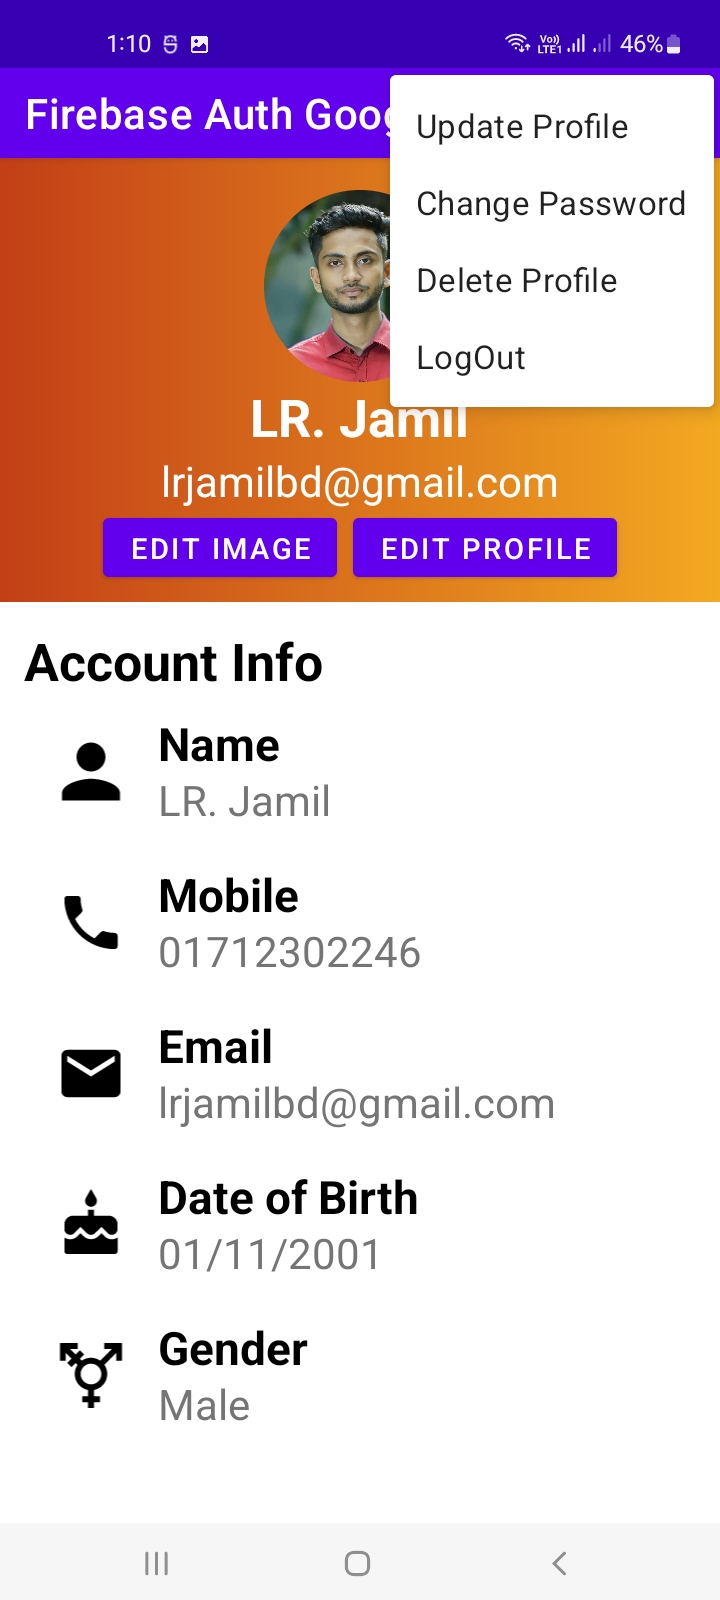 1:10
Vo)) LTE1
46%
Firebase Auth Goog
Update Profile
Change Password
Delete Profile
LogOut
LR. Jamil
lrjamilbd@gmail.com
EDIT IMAGE EDIT PROFILE
Account Info
Name
LR. Jamil
Mobile
01712302246
Email
lrjamilbd@gmail.com
Date of Birth
01/11/2001
Gender
Male